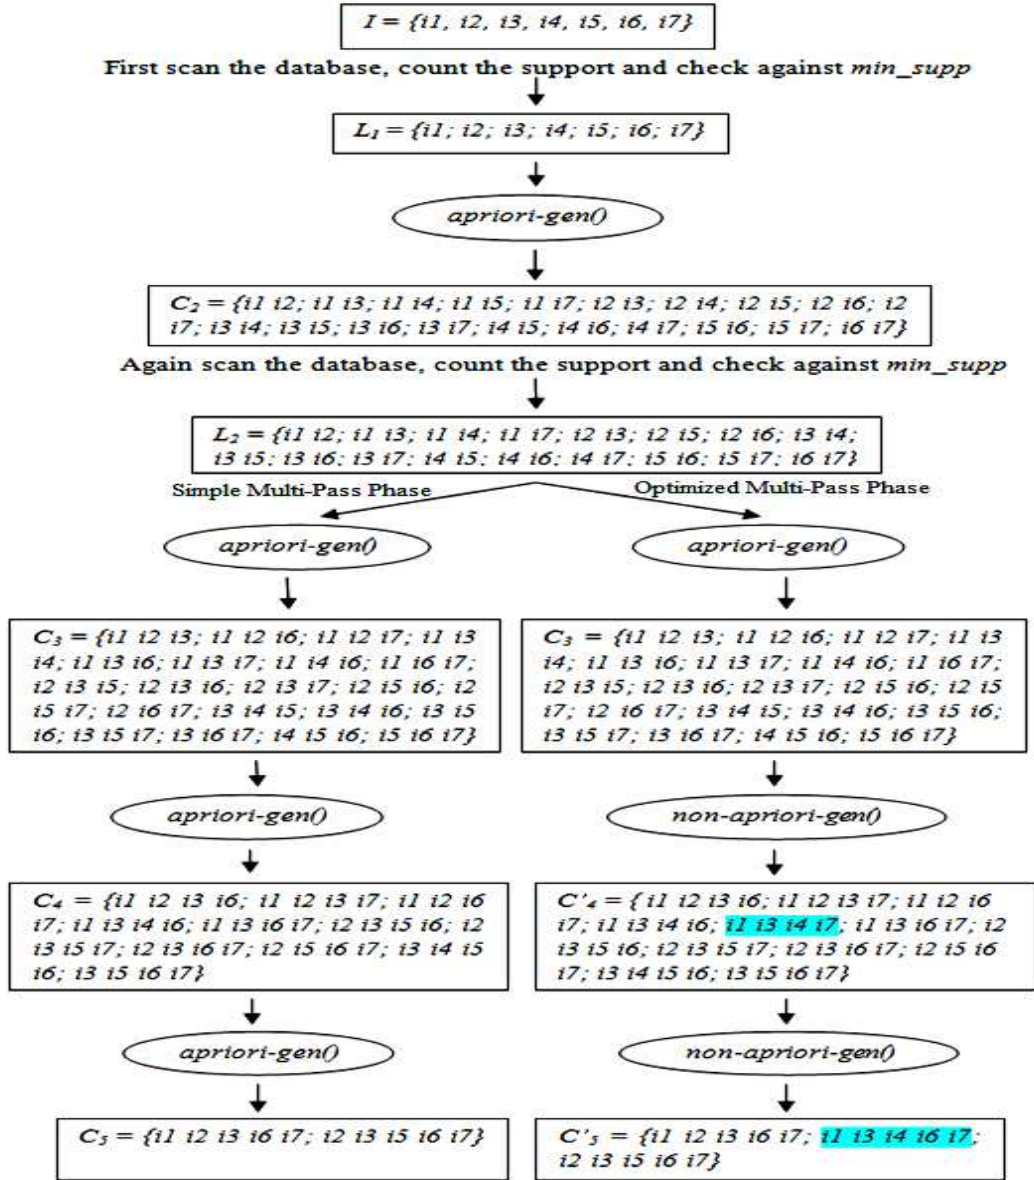 I = {i1, i2, i3, i4, i5, i6, i7}
First scan the database, count the support and check against min_supp
L1 = {i1; i2; i3; i4; i5; i6; i7}
apriori-gen()
C2 = {i1 i2; i1 i3; i1 i4; i1 i5; i1 i7; i2 i3; i2 i4; i2 i5; i2 i6; i2
i7; i3 i4; i3 i5; i3 i6; i3 i7; i4 i5; i4 i6; i4 i7; i5 i6; i5 i7; i6 i7}
Again scan the database, count the support and check against min_supp
L2 = {i1 i2; i1 i3; i1 i4; i1 i7; i2 i3; i2 i5; i2 i6; i3 i4;
i3 i5; i3 i6; i3 i7; i4 i5; i4 i6; i4 i7; i5 i6; i5 i7; i6 i7}
Simple Multi-Pass Phase
apriori-gen()
C3 = {i1 i2 i3; i1 i2 i6; i1 i2 i7; i1 i3
i4; i1 i3 i6; i1 i3 i7; i1 i4 i6; i1 i6 i7;
i2 i3 i5; i2 i3 i6; i2 i3 i7; i2 i5 i6; i2
i5 i7; i2 i6 i7; i3 i4 i5; i3 i4 i6; i3 i5
i6; i3 i5 i7; i3 i6 i7; i4 i5 i6; i5 i6 i7}
apriori-gen()
C4 = {i1 i2 i3 i6; i1 i2 i3 i7; i1 i2 i6
i7; i1 i3 i4 i6; i1 i3 i6 i7; i2 i3 i5 i6; i2
i3 i5 i7; i2 i3 i6 i7; i2 i5 i6 i7; i3 i4 i5
i6; i3 i5 i6 i7}
apriori-gen()
C5 = {i1 i2 i3 i6 i7; i2 i3 i5 i6 i7}
Optimized Multi-Pass Phase
apriori-gen()
C3 = {i1 i2 i3; i1 i2 i6; i1 i2 i7; i1 i3
i4; i1 i3 i6; i1 i3 i7; i1 i4 i6; i1 i6 i7;
i2 i3 i5; i2 i3 i6; i2 i3 i7; i2 i5 i6; i2 i5
i7; i2 i6 i7; i3 i4 i5; i3 i4 i6; i3 i5 i6;
i3 i5 i7; i3 i6 i7; i4 i5 i6; i5 i6 i7}
non-apriori-gen()
C'4 = { i1 i2 i3 i6; i1 i2 i3 i7; i1 i2 i6
i7; i1 i3 i4 i6; i1 i3 i4 i7; i1 i3 i6 i7; i2
i3 i5 i6; i2 i3 i5 i7; i2 i3 i6 i7; i2 i5 i6
i7; i3 i4 i5 i6; i3 i5 i6 i7}
non-apriori-gen()
C'5 = {i1 i2 i3 i6 i7; i1 i3 i4 i6 i7;
i2 i3 i5 i6 i7}